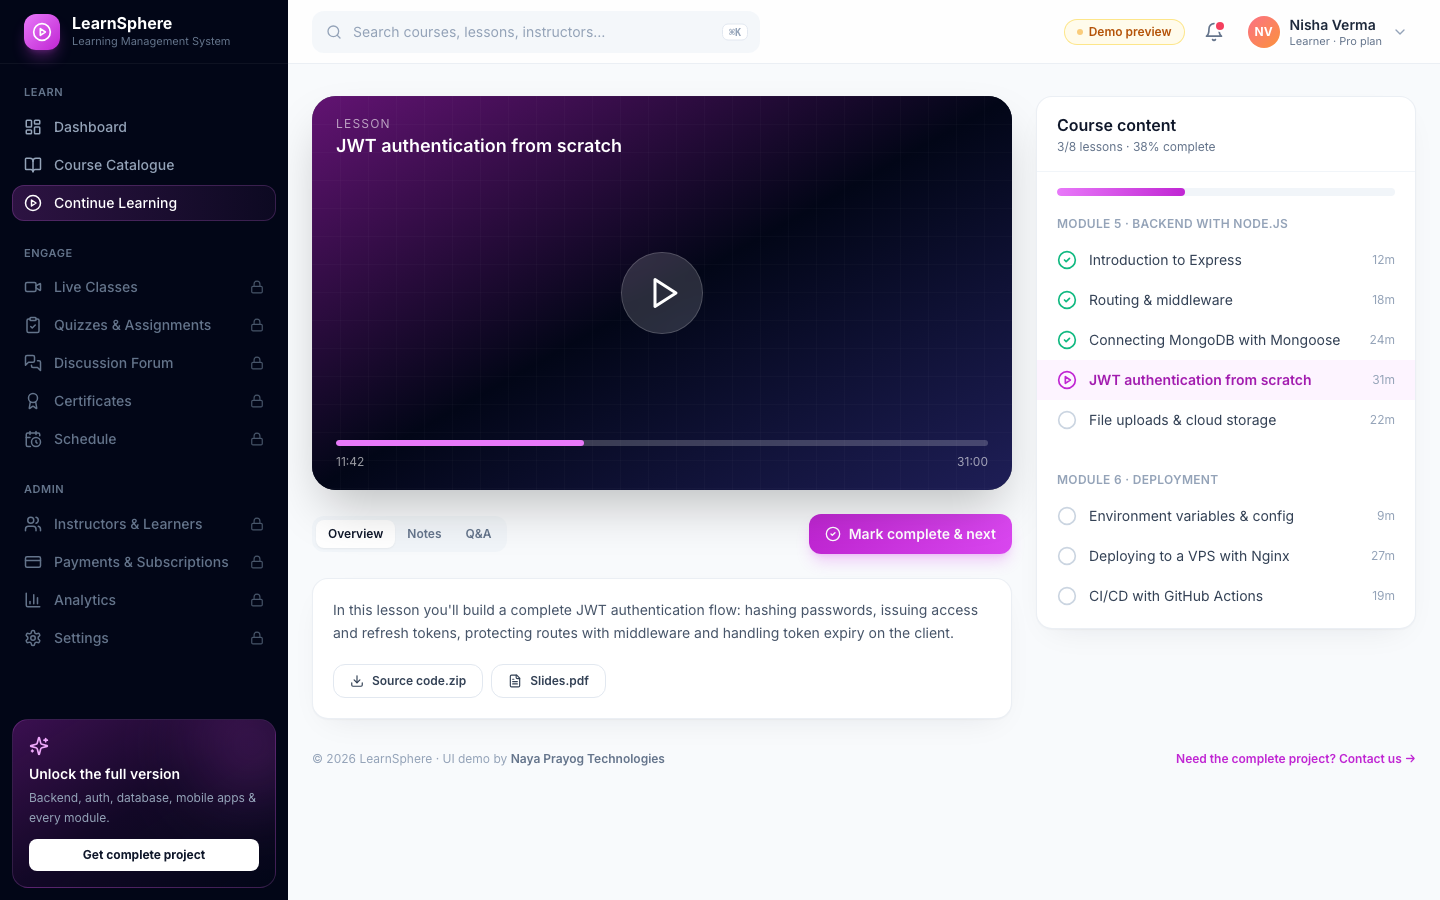 LearnSphere
Learning Management System
LEARN
Dashboard
Course Catalogue
Continue Learning
ENGAGE
Live Classes
Quizzes & Assignments
Discussion Forum
Certificates
Schedule
ADMIN
Instructors & Learners
Payments & Subscriptions
Analytics
Settings
Unlock the full version
Backend, auth, database, mobile apps &
every module.
Get complete project
Search courses, lessons, instructors...
⌘K
Demo preview
NV
Nisha Verma
Learner · Pro plan
LESSON
JWT authentication from scratch
11:42
31:00
Overview
Notes
Q&A
Mark complete & next
In this lesson you'll build a complete JWT authentication flow: hashing passwords, issuing access
and refresh tokens, protecting routes with middleware and handling token expiry on the client.
Source code.zip
Slides.pdf
Course content
3/8 lessons · 38% complete
MODULE 5 · BACKEND WITH NODE.JS
Introduction to Express 12m
Routing & middleware 18m
Connecting MongoDB with Mongoose 24m
JWT authentication from scratch 31m
File uploads & cloud storage 22m
MODULE 6 · DEPLOYMENT
Environment variables & config 9m
Deploying to a VPS with Nginx 27m
CI/CD with GitHub Actions 19m
© 2026 LearnSphere · UI demo by Naya Prayog Technologies
Need the complete project? Contact us →